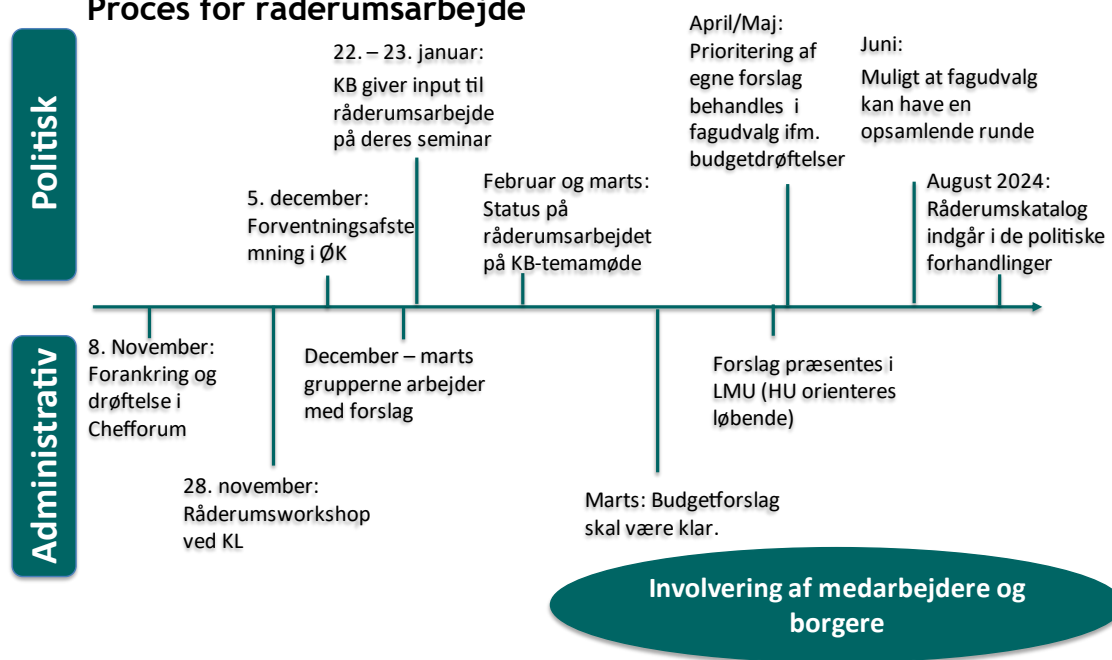 Proces for råderumsarbejde
Politisk
22. – 23. januar:
KB giver input til
råderumsarbejde
på deres seminar
April/Maj:
Prioritering af
egne forslag
behandles i
fagudvalg ifm.
budgetdrøftelser
Juni:
Muligt at fagudvalg
kan have en
opsamlende runde
5. december:
Forventningsafste
mning i ØK
Februar og marts:
Status på
råderumsarbejdet
på KB-temamøde
August 2024:
Råderumskatalog
indgår i de politiske
forhandlinger
Administrativ
8. November:
Forankring og
drøftelse i
Chefforum
December – marts
grupperne arbejder
med forslag
Forslag præsentes i
LMU (HU orienteres
løbende)
28. november:
Råderumsworkshop
ved KL
Marts: Budgetforslag
skal være klar.
Involvering af medarbejdere og
borgere